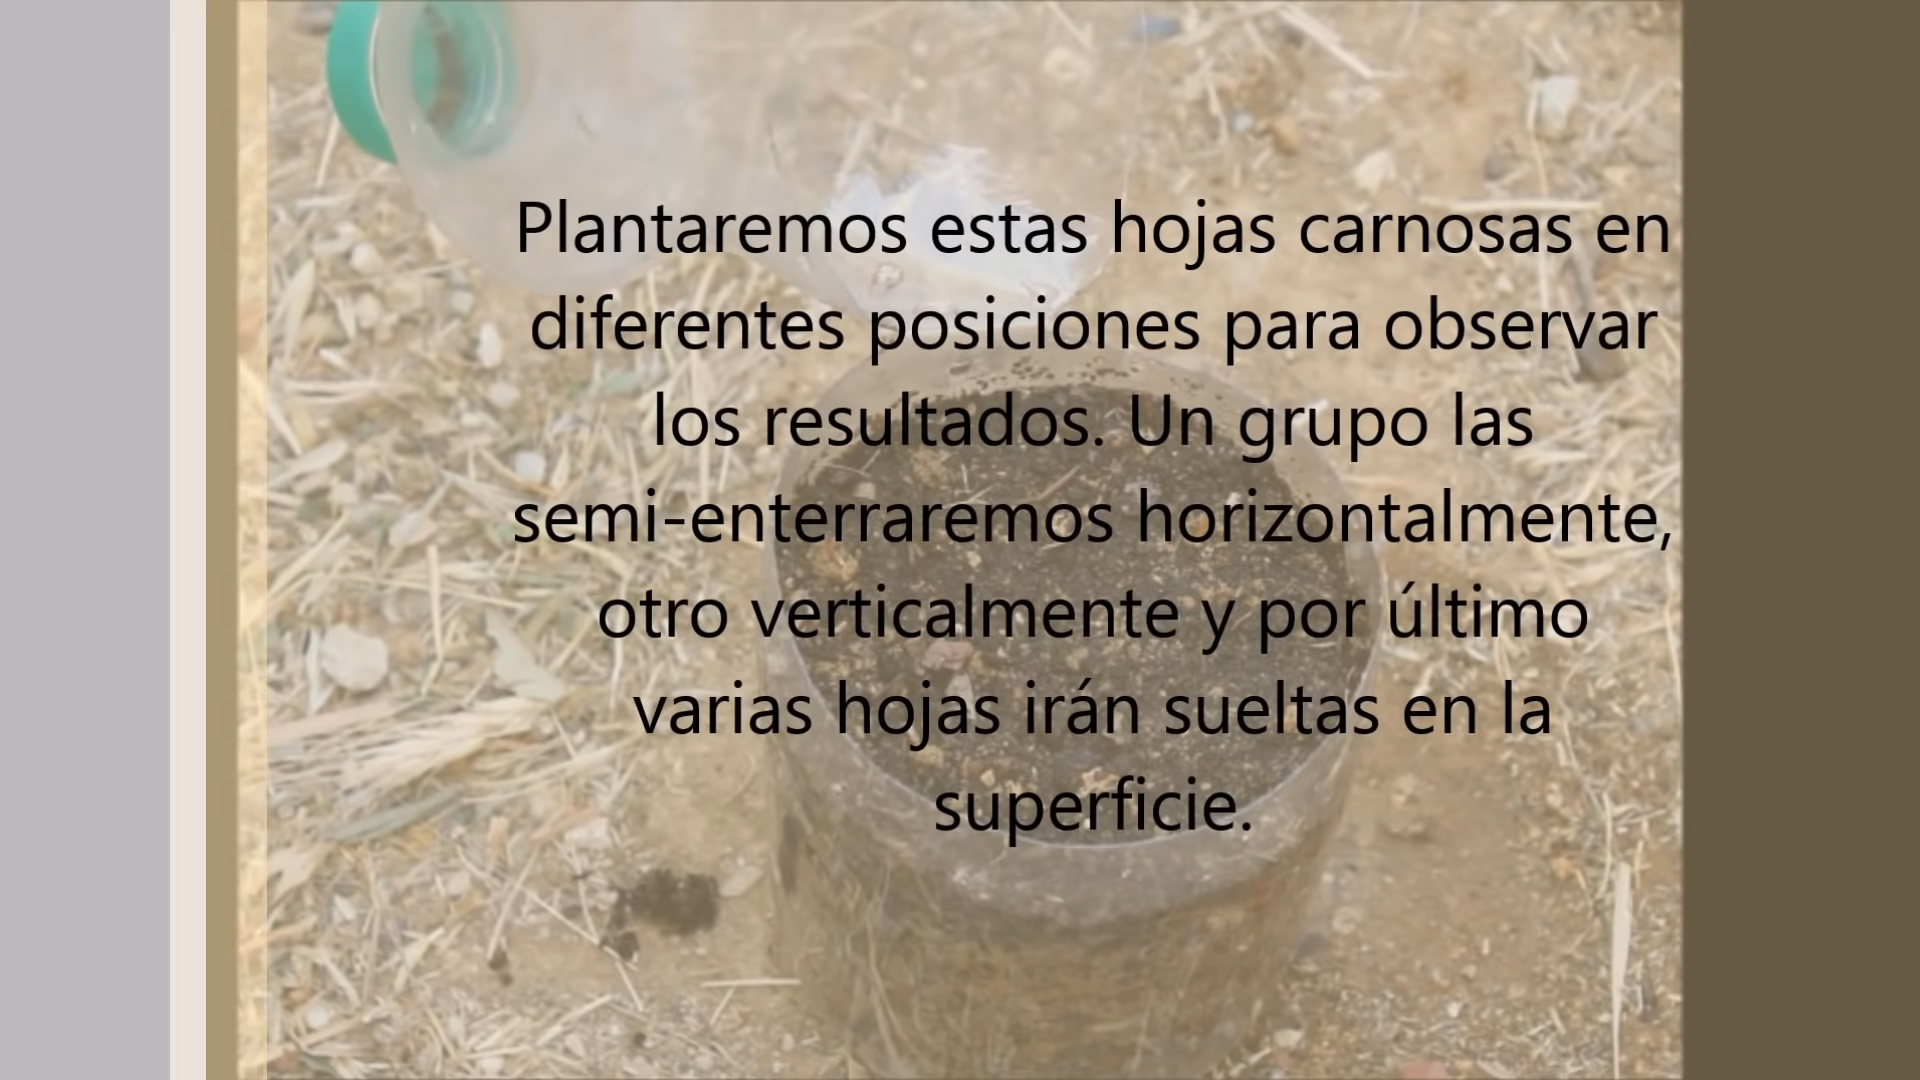 Plantaremos estas hojas carnosas en
diferentes posiciones para observar
los resultados. Un grupo las
semi-enterraremos horizontalmente,
otro verticalmente y por último
varias hojas irán sueltas en la
superficie.